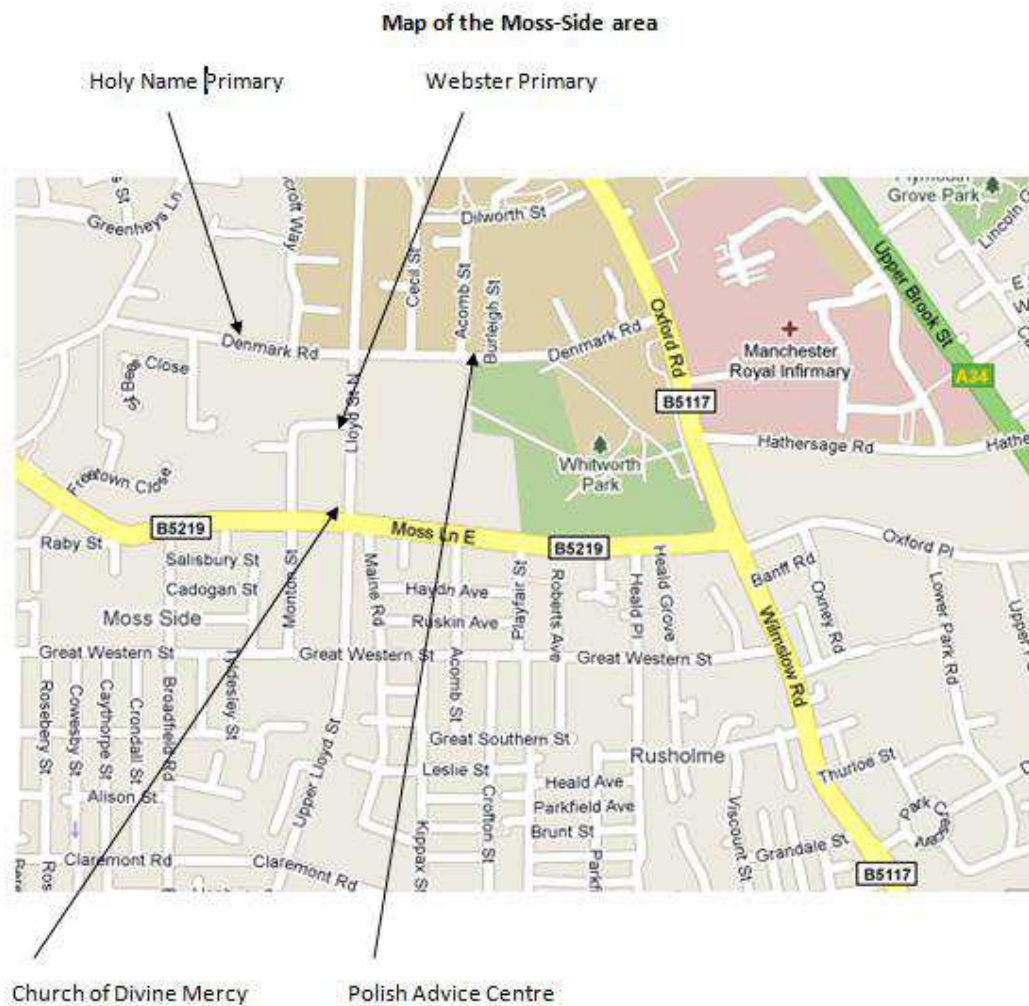 Map of the Moss-Side area
Holy Name Primary
Webster Primary
Greenheys Ln
croft Way
Dilworth St
Cecil St
Acomb St
Burleigh St
Grove Park
Lincoln
Upper Brook St
A34
Oxford Rd
Denmark Rd
Denmark Rd
Manchester
Royal Infirmary
B5117
Close
Lloyd St N
Hathersage Rd
Whitworth
Park
Freetown Close
B5219
Moss Ln E
B5219
Raby St
Salisbury St
Cadogan St
Moss Side
Monton St
Maine Rd
Haydn Ave
Ruskin Ave
Playfair St
Roberts Ave
Heald Pl
Heald Grove
Banff Rd
Oxney Rd
Oxford Pl
Lower Park Rd
Upper
Great Western St
Great Western St
Great Western St
Wilmslow Rd
Rosebery St
Cowesby St
Caythorpe St
Crondall St
Broadfield Rd
Tydesley St
Upper Lloyd St
Acomb St
Great Southern St
Rusholme
Leslie St
Heald Ave
Parkfield Ave
Brunt St
Crofton St
Kippax St
Viscount St
Thurloe St
Grandale St
Park Cres
Alison St
Claremont Rd
Claremont Rd
B5117
Church of Divine Mercy
Polish Advice Centre